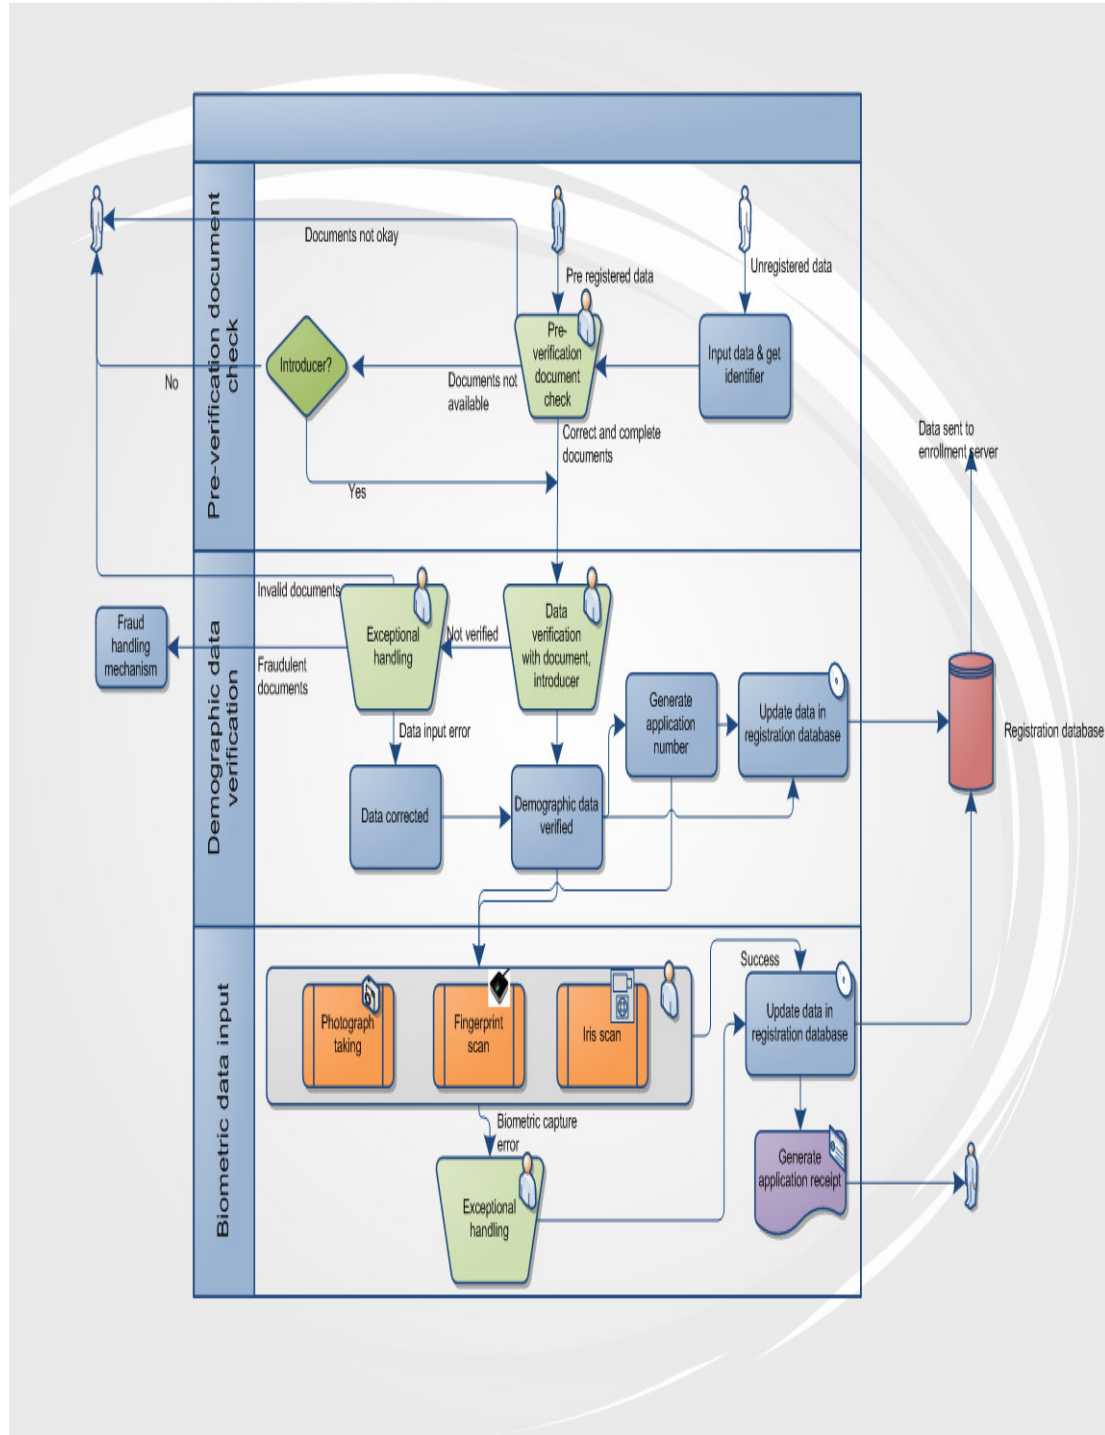 Pre-verification document
check
Documents not okay
Pre registered data
Unregistered data
Pre-
verification
document
check
Input data & get
identifier
Introducer?
No
Documents not
available
Correct and complete
documents
Yes
Data sent to
enrollment server
Demographic data
verification
Invalid documents
Fraud
handling
mechanism
Fraudulent
documents
Exceptional
handling
Not verified
Data
verification
with document,
introducer
Generate
application
number
Update data in
registration database
Registration database
Data input error
Data corrected
Demographic data
verified
Biometric data input
Photograph
taking
Fingerprint
scan
Iris scan
Success
Update data in
registration database
Biometric capture
error
Exceptional
handling
Generate
application receipt